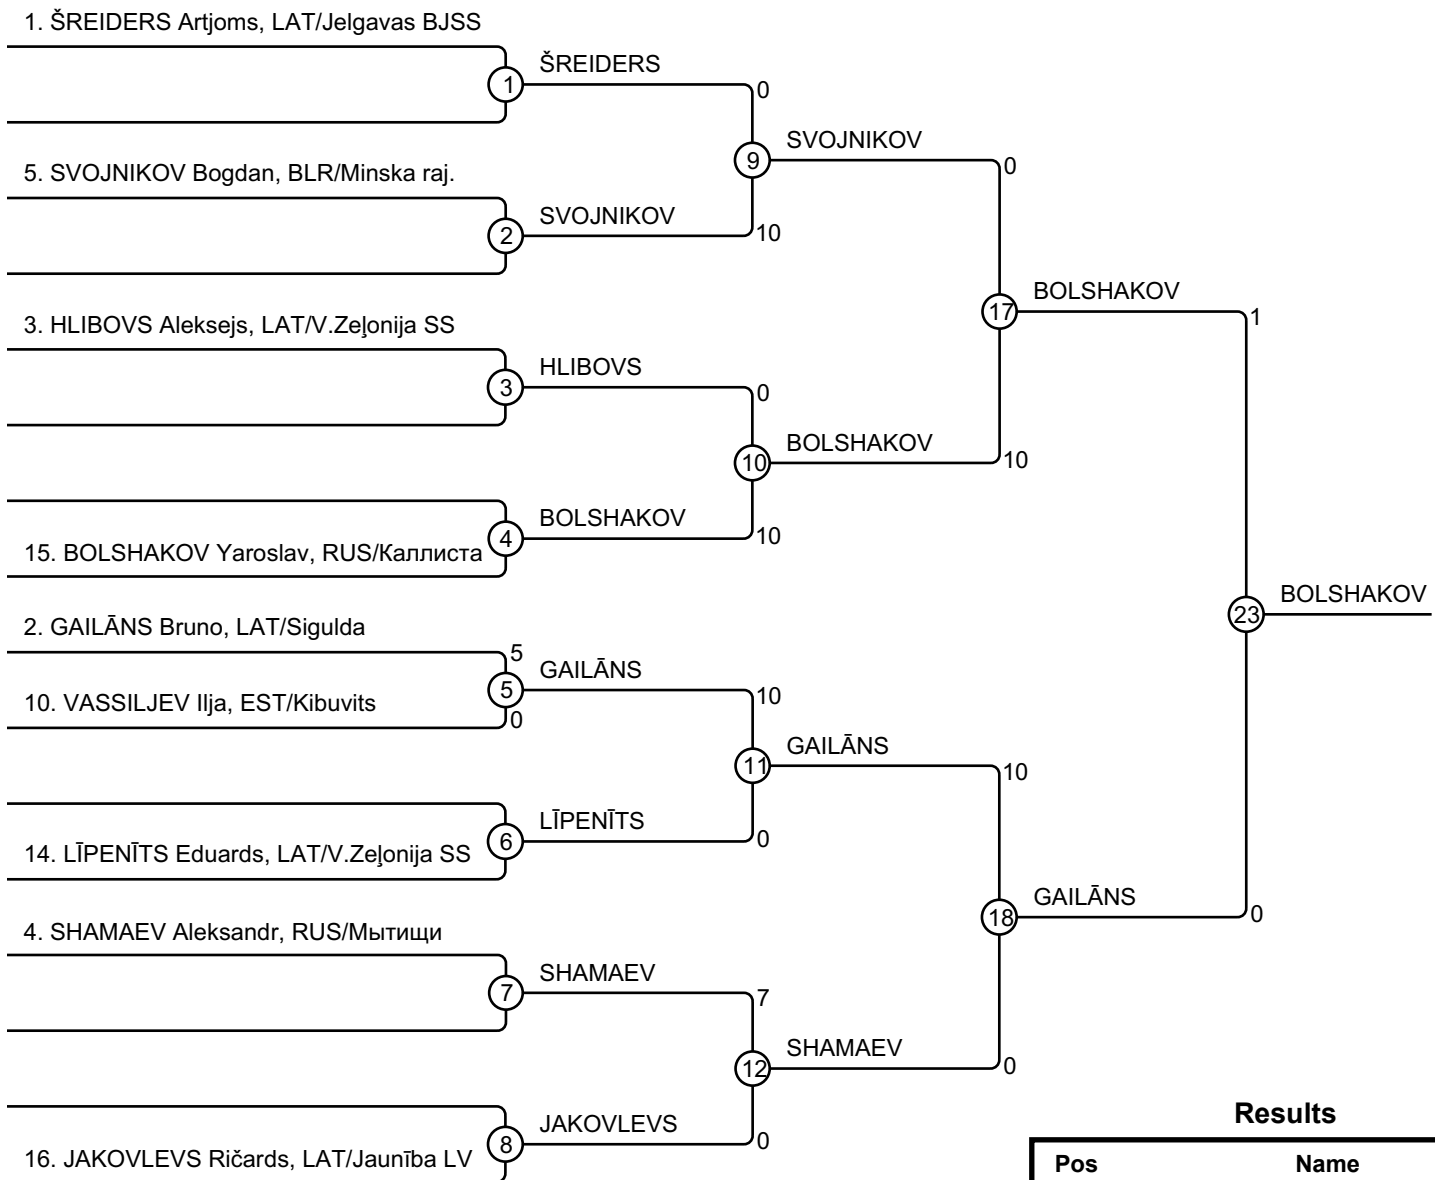 1. ŠREIDERS Artjoms, LAT/Jelgavas BJSS
ŠREIDERS
1
0
SVOJNIKOV
9
0
5. SVOJNIKOV Bogdan, BLR/Minska raj.
SVOJNIKOV
2
10
BOLSHAKOV
17
1
3. HLIBOVS Aleksejs, LAT/V.Zeļonija SS
HLIBOVS
3
0
BOLSHAKOV
10
10
BOLSHAKOV
4
10
15. BOLSHAKOV Yaroslav, RUS/Каллиста
BOLSHAKOV
23
2. GAILĀNS Bruno, LAT/Sigulda
5
GAILĀNS
5
10
10. VASSILJEV Ilja, EST/Kibuvits
0
GAILĀNS
11
10
LĪPENĪTS
6
0
14. LĪPENĪTS Eduards, LAT/V.Zeļonija SS
GAILĀNS
18
0
4. SHAMAEV Aleksandr, RUS/Мытищи
SHAMAEV
7
7
SHAMAEV
12
0
JAKOVLEVS
8
0
16. JAKOVLEVS Ričards, LAT/Jaunība LV
Results
Pos Name